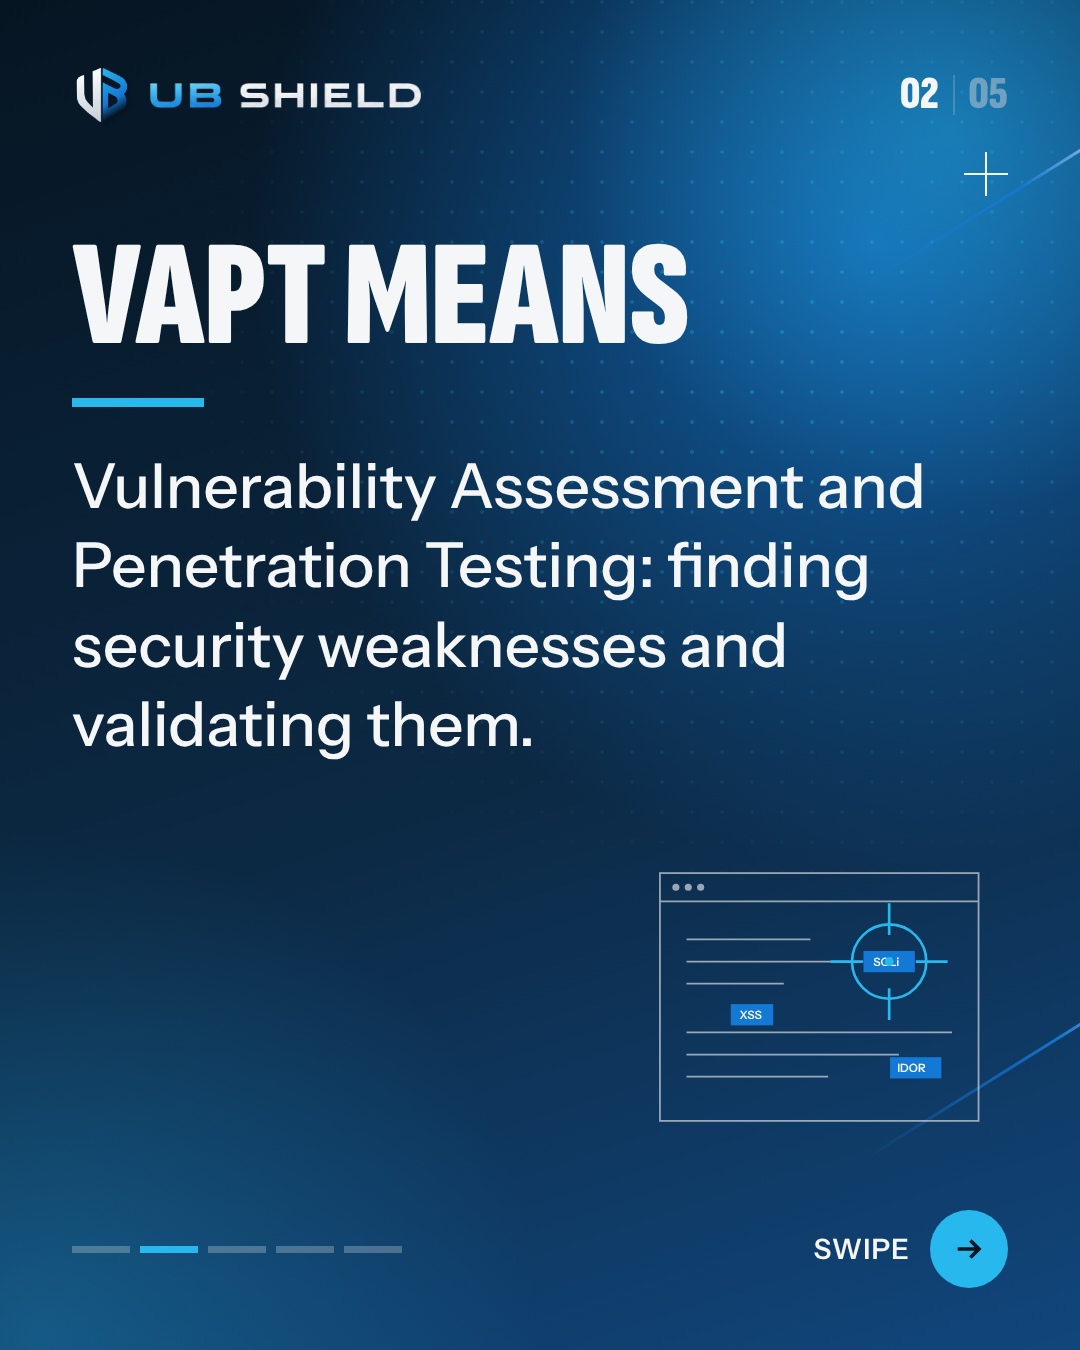 UB SHIELD
02 | 05
VAPT MEANS
Vulnerability Assessment and
Penetration Testing: finding
security weaknesses and
validating them.
SQLi
XSS
IDOR
SWIPE